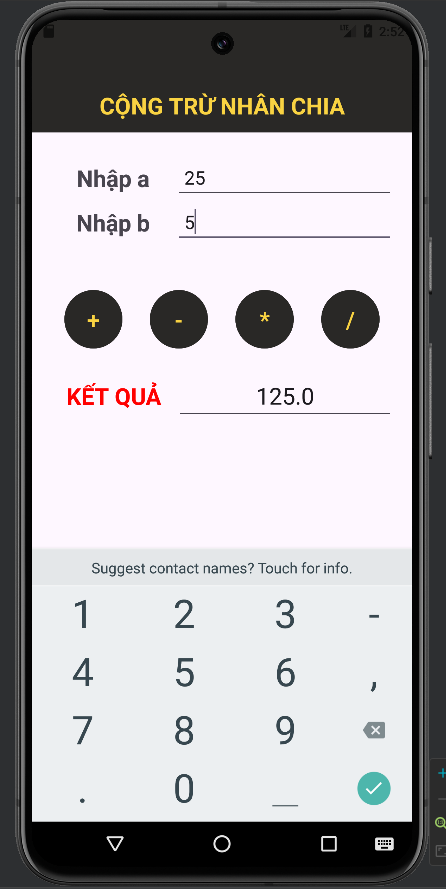 2:52
CỘNG TRỪ NHÂN CHIA
Nhập a 25
Nhập b 5
+ - * /
KẾT QUẢ 125.0
Suggest contact names? Touch for info.
1 2 3 -
4 5 6 ,
7 8 9
. 0 _